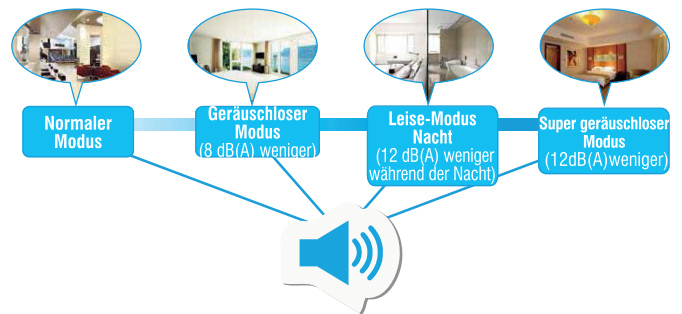 Normaler
Modus
Geräuschloser
Modus
(8 dB(A) weniger)
Leise-Modus
Nacht
(12 dB(A) weniger
während der Nacht)
Super geräuschloser
Modus
(12dB(A)weniger)